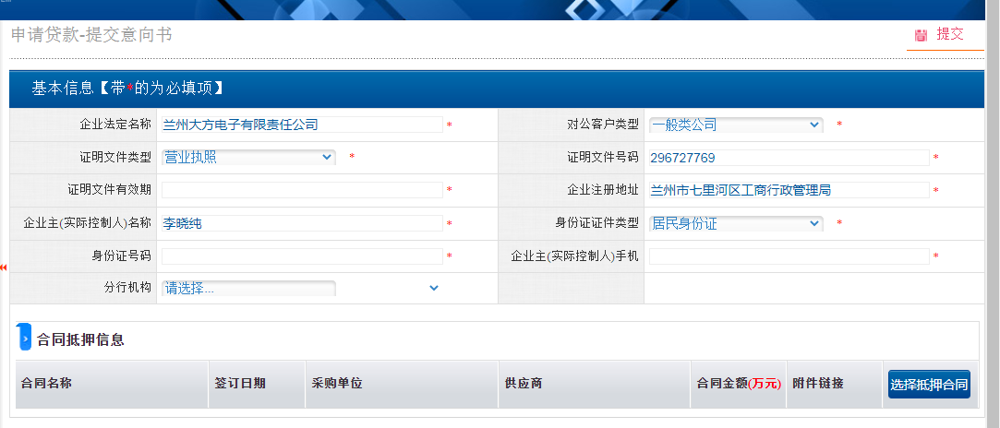 申请贷款-提交意向书
提交
基本信息【带*的为必填项】
企业法定名称 兰州大方电子有限责任公司 * 对公客户类型 一般类公司 *
证明文件类型 营业执照 * 证明文件号码 296727769 *
证明文件有效期 * 企业注册地址 兰州市七里河区工商行政管理局 *
企业主(实际控制人)名称 李晓纯 * 身份证证件类型 居民身份证 *
身份证号码 * 企业主(实际控制人)手机 *
分行机构 请选择...
合同抵押信息
合同名称 签订日期 采购单位 供应商 合同金额(万元) 附件链接 选择抵押合同